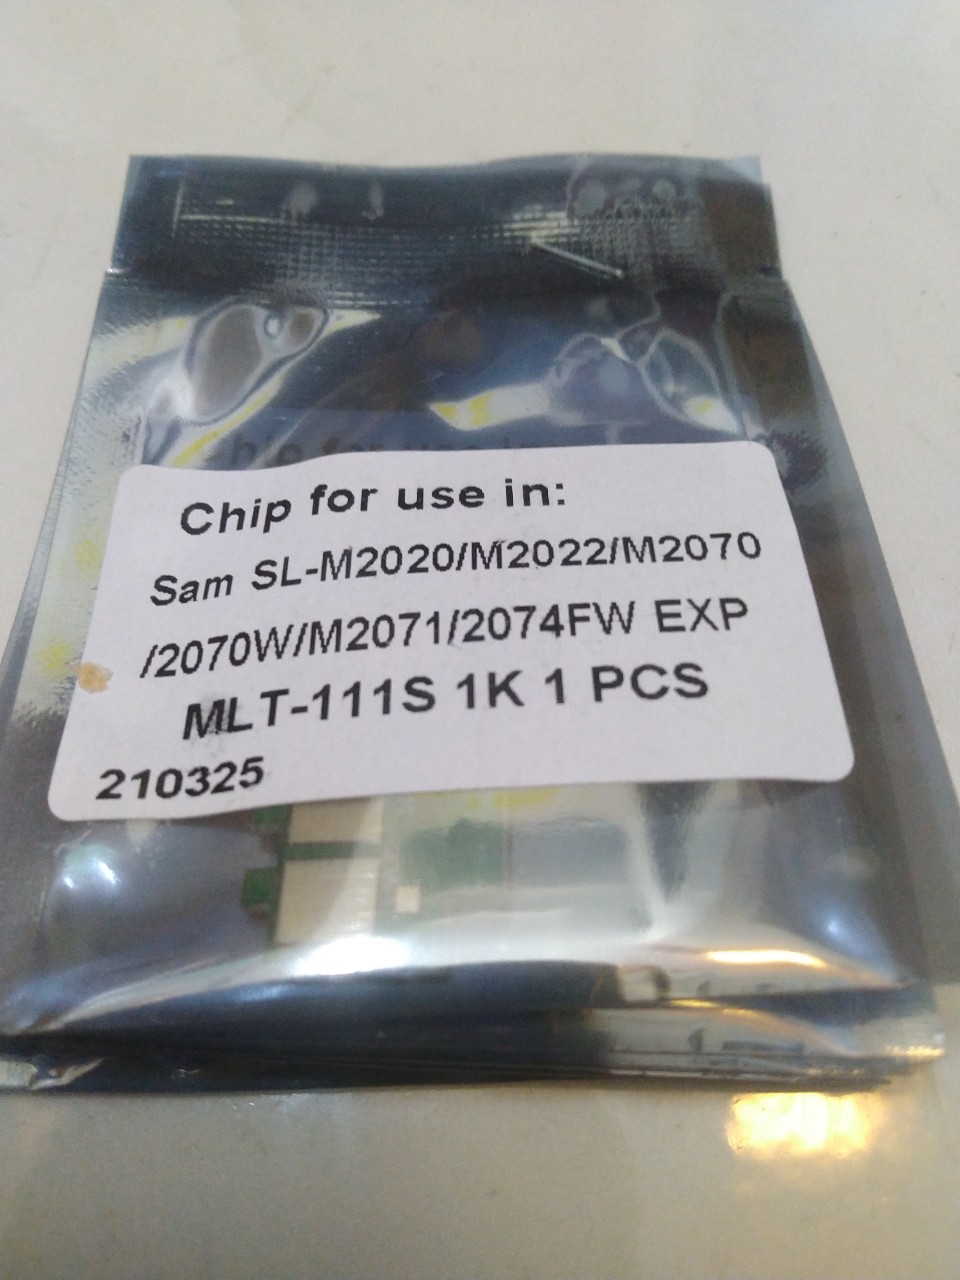 Chip for use in:
Sam SL-M2020/M2022/M2070
/2070W/M2071/2074FW EXP
MLT-111S 1K 1 PCS
210325